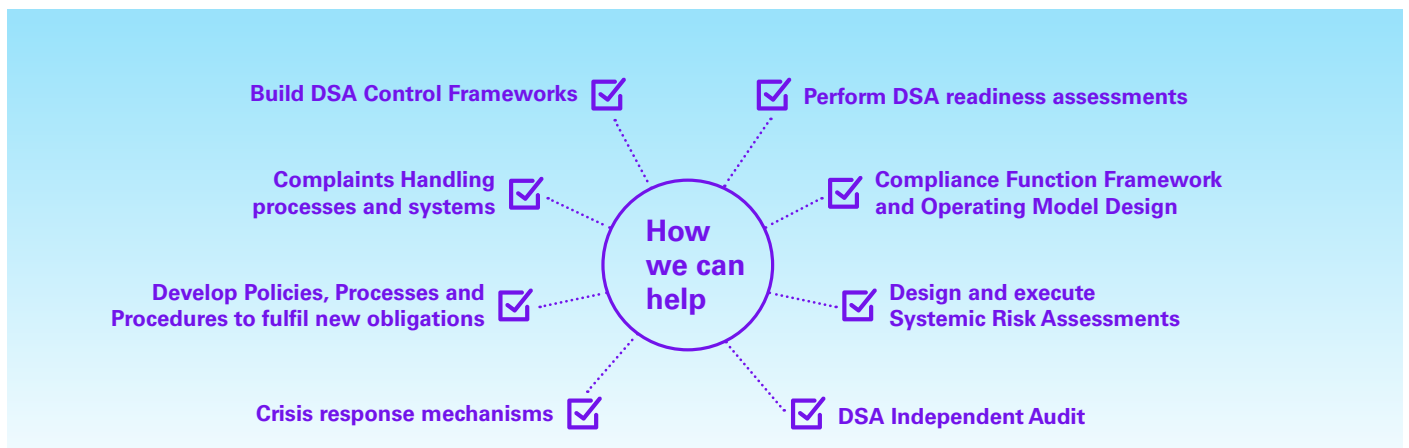 Build DSA Control Frameworks
Perform DSA readiness assessments
Complaints Handling
processes and systems
Compliance Function Framework
and Operating Model Design
How
we can
help
Develop Policies, Processes and
Procedures to fulfil new obligations
Design and execute
Systemic Risk Assessments
Crisis response mechanisms
DSA Independent Audit